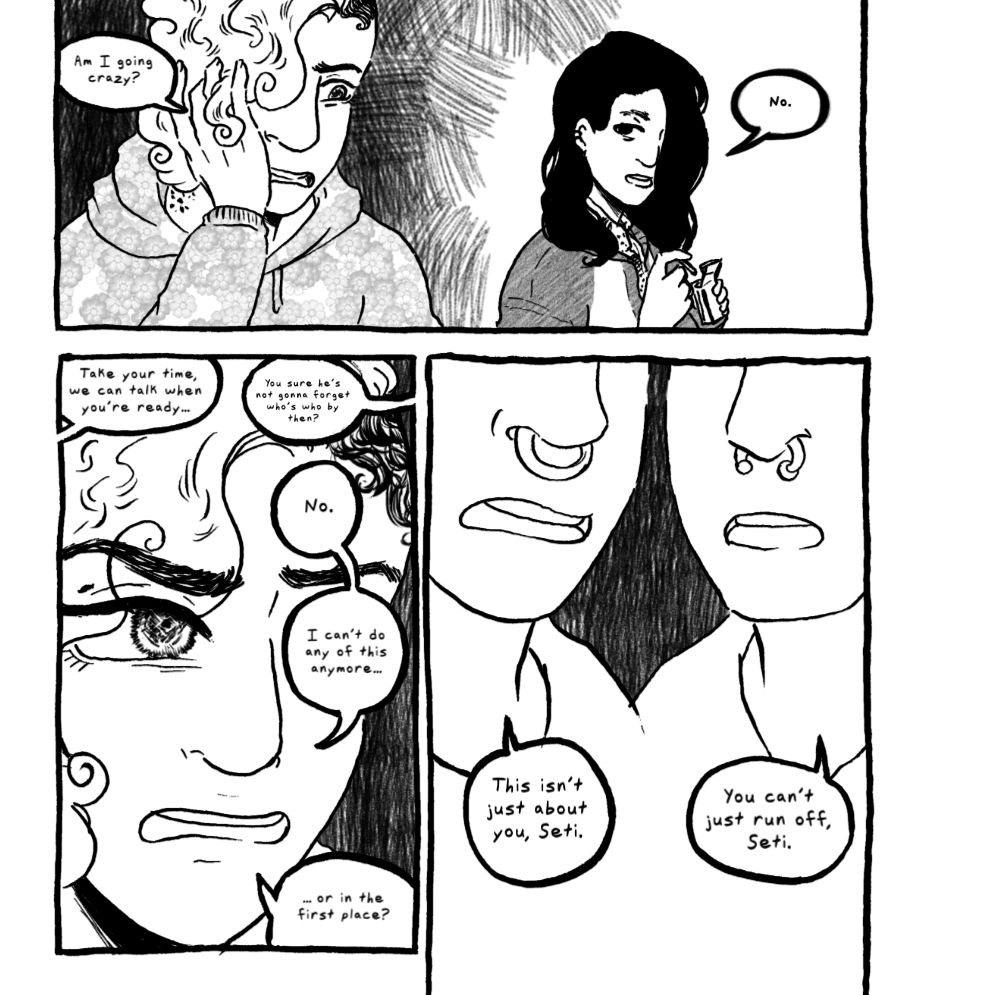 Am I going
crazy?
No.
Take your time,
we can talk when
you're ready...
You sure he's
not gonna forget
who's who by
then?
No.
I can't do
any of this
anymore...
... or in the
first place?
This isn't
just about
you, Seti.
You can't
just run off,
Seti.